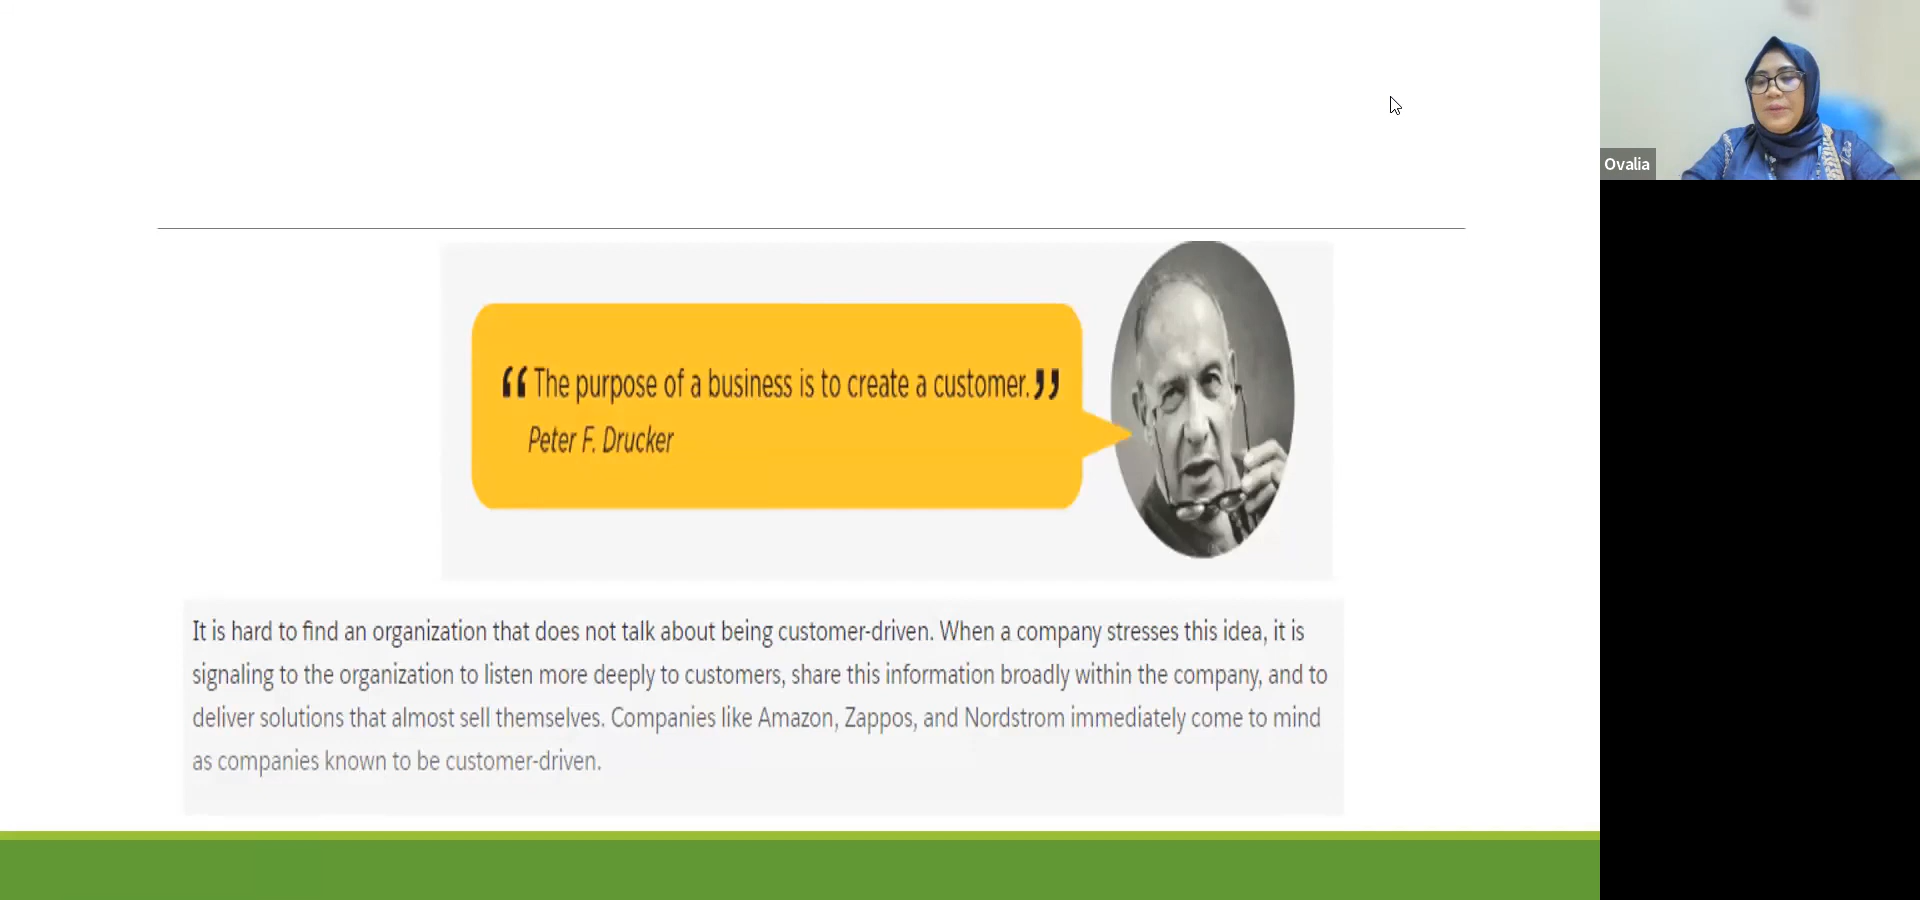 “The purpose of a business is to create a customer.”
Peter F. Drucker
It is hard to find an organization that does not talk about being customer-driven. When a company stresses this idea, it is
signaling to the organization to listen more deeply to customers, share this information broadly within the company, and to
deliver solutions that almost sell themselves. Companies like Amazon, Zappos, and Nordstrom immediately come to mind
as companies known to be customer-driven.
Ovalia